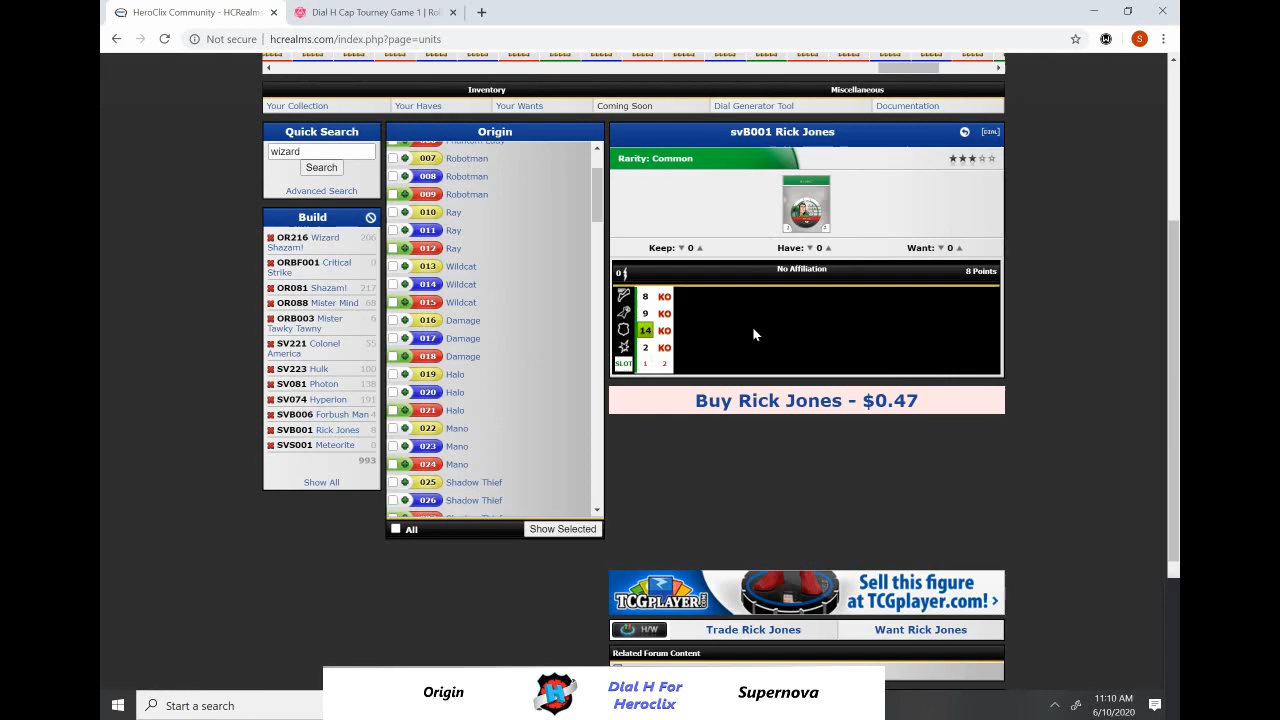 HeroClix Community - HCRealms
Dial H Cap Tourney Game 1 | Rol
Not secure | hcrealms.com/index.php?page=units
Inventory
Miscellaneous
Your Collection
Your Haves
Your Wants
Coming Soon
Dial Generator Tool
Documentation
Quick Search
wizard
Search
Advanced Search
Build
OR216 Wizard 206
Shazam!
ORBF001 Critical 0
Strike
OR081 Shazam! 217
OR088 Mister Mind 68
ORB003 Mister 6
Tawky Tawny
SV221 Colonel 55
America
SV223 Hulk 100
SV081 Photon 138
SV074 Hyperion 191
SVB006 Forbush Man 4
SVB001 Rick Jones 8
SVS001 Meteorite 0
993
Show All
Origin
007 Robotman
008 Robotman
009 Robotman
010 Ray
011 Ray
012 Ray
013 Wildcat
014 Wildcat
015 Wildcat
016 Damage
017 Damage
018 Damage
019 Halo
020 Halo
021 Halo
022 Mano
023 Mano
024 Mano
025 Shadow Thief
026 Shadow Thief
All
Show Selected
svB001 Rick Jones
[DIAL]
Rarity: Common
Keep: 0
Have: 0
Want: 0
0
No Affiliation
8 Points
8 KO
9 KO
14 KO
2 KO
SLOT 1 2
Buy Rick Jones - $0.47
TCGPLAYER
Sell this figure
at TCGplayer.com! >
H/W
Trade Rick Jones
Want Rick Jones
Related Forum Content
Origin
Dial H For
Heroclix
Supernova
Start a search
11:10 AM
6/10/2020